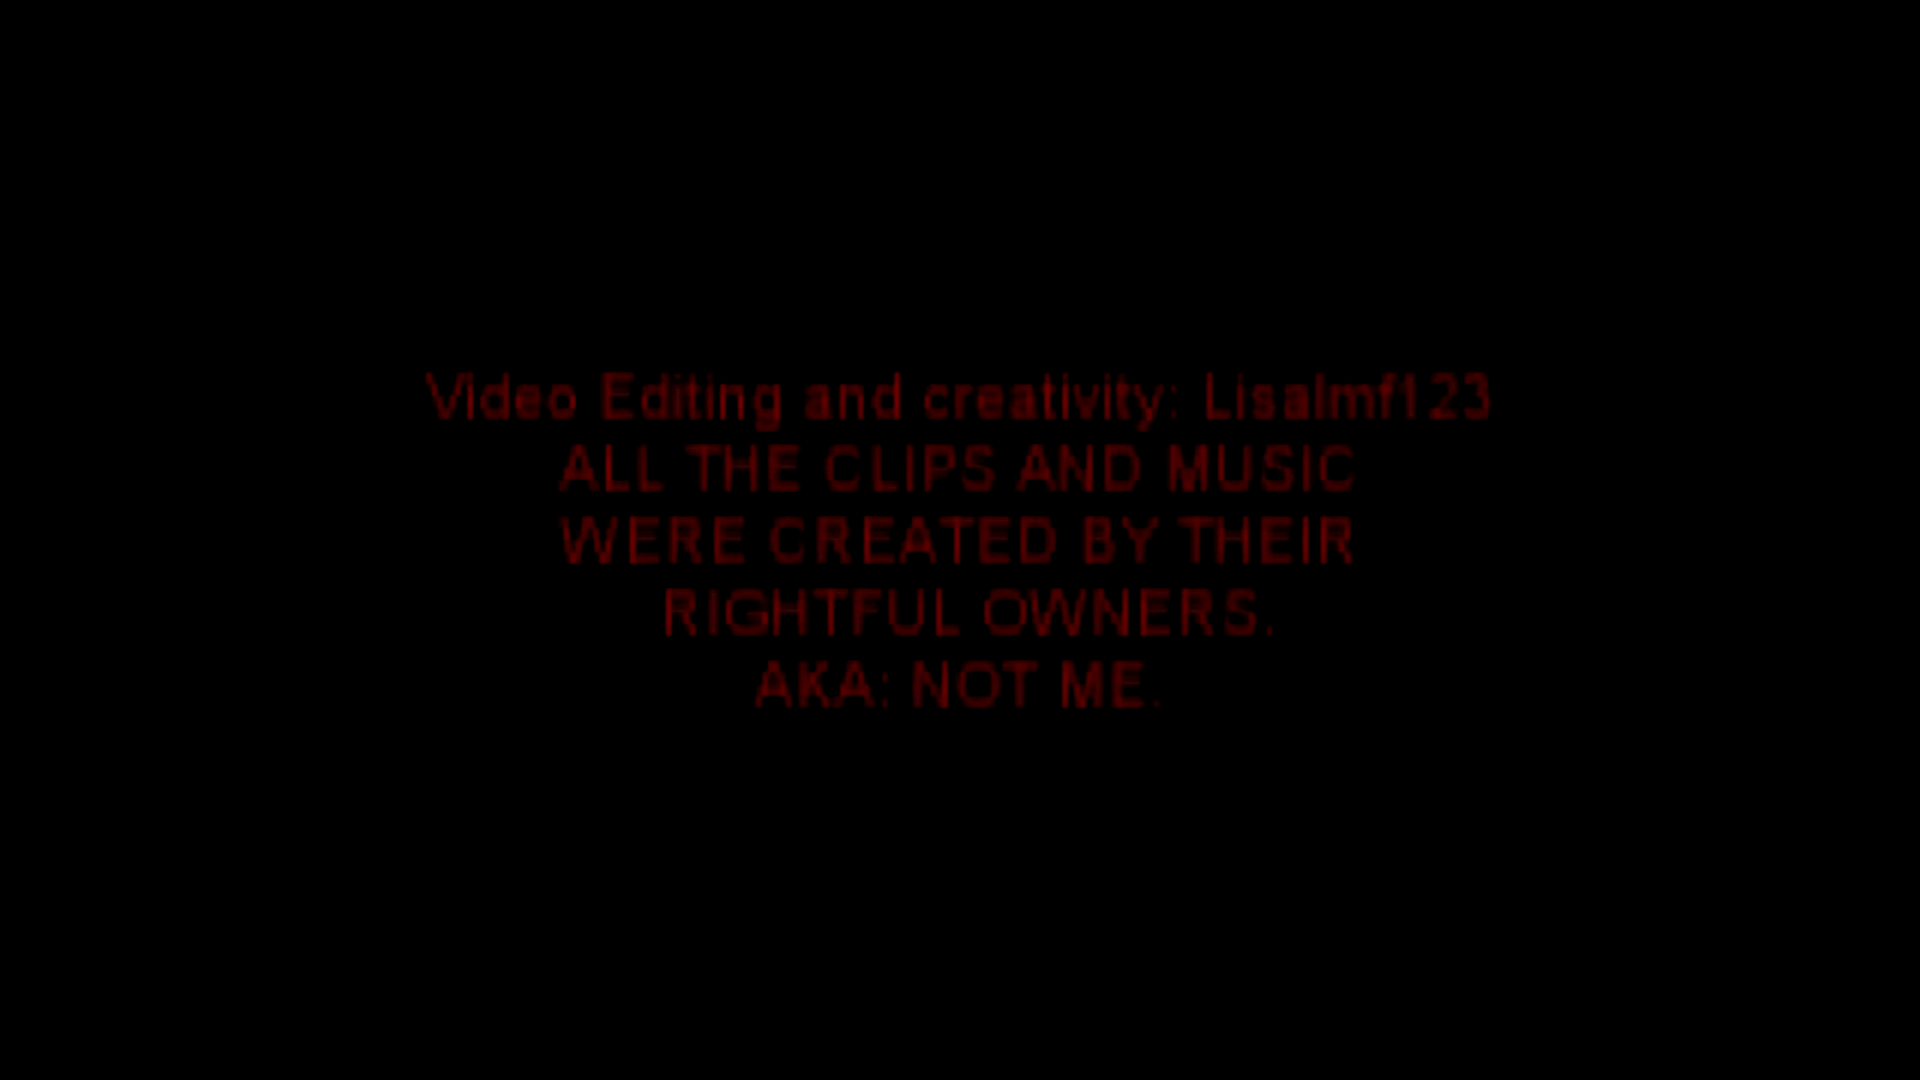 Video Editing and creativity: Lisalmf123
ALL THE CLIPS AND MUSIC
WERE CREATED BY THEIR
RIGHTFUL OWNERS.
AKA: NOT ME.